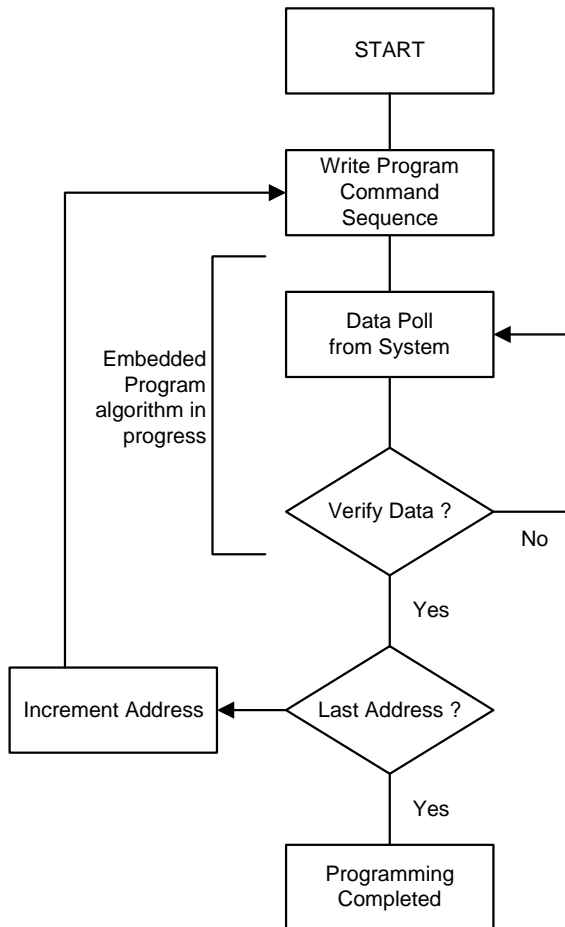 START
Write Program
Command
Sequence
Data Poll
from System
Embedded
Program
algorithm in
progress
Verify Data ?
No
Yes
Increment Address
Last Address ?
Yes
Programming
Completed